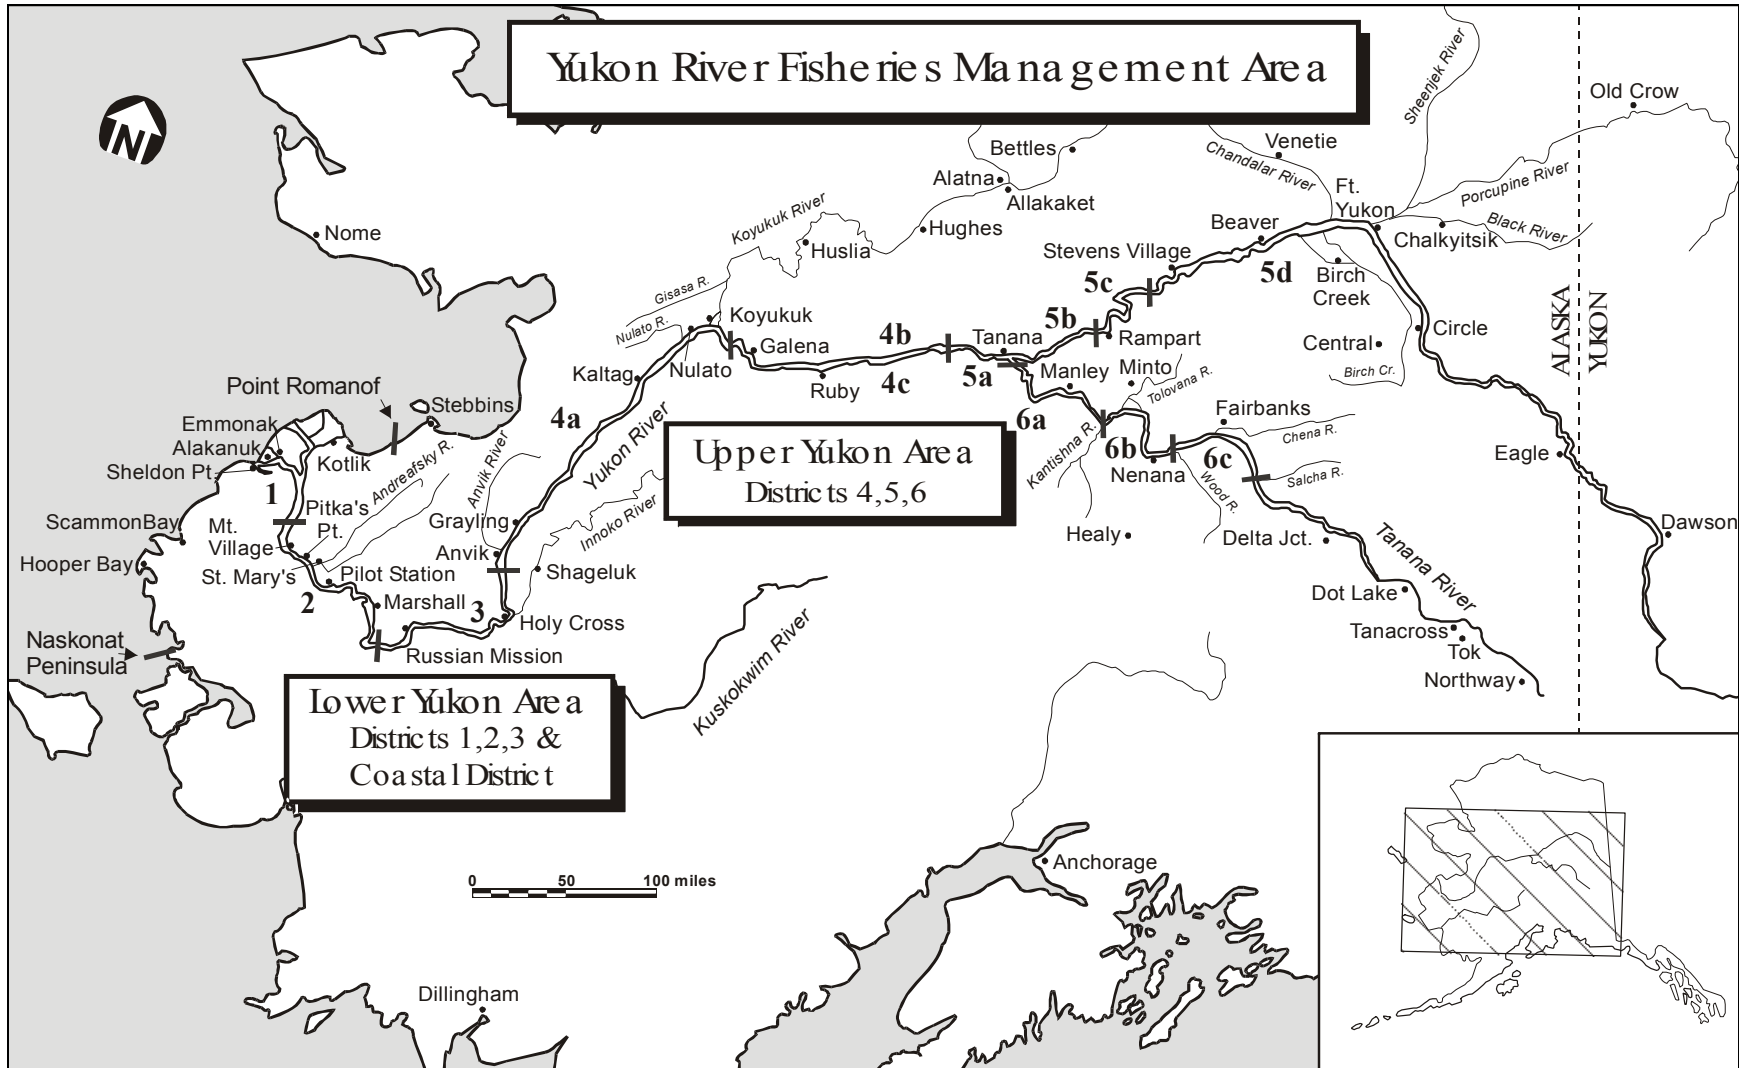 Yukon River Fisheries Management Area
N
Sheenjek River
Old Crow
Venetie
Bettles
Chandalar River
Alatna
Allakaket
Ft.
Yukon
Porcupine River
Black River
Chalkyitsik
Beaver
Hughes
Koyukuk River
Huslia
Nome
Stevens Village
5c
5d
Birch
Creek
Gisasa R.
Nulato R.
Koyukuk
Galena
Nulato
4b
4c
Ruby
Tanana
5a
5b
Rampart
Central
Circle
Birch Cr.
ALASKA
YUKON
Kaltag
4a
Yukon River
Manley
Minto
Tolovana R.
6a
6b
6c
Kantishna R.
Nenana
Fairbanks
Chena R.
Salcha R.
Wood R.
Eagle
Dawson
Point Romanof
Stebbins
Emmonak
Alakanuk
Sheldon Pt.
Kotlik
Andreafsky R.
Anvik River
1
Pitka's
Pt.
Mt.
Village
ScammonBay
Hooper Bay
St. Mary's
Pilot Station
2
Marshall
3
Grayling
Anvik
Innoko River
Shageluk
Holy Cross
Russian Mission
Naskonat
Peninsula
Upper Yukon Area
Districts 4,5,6
Healy
Delta Jct.
Tanana River
Dot Lake
Tanacross
Tok
Northway
Kuskokwim River
Lower Yukon Area
Districts 1,2,3 &
Coastal District
0 50 100 miles
Anchorage
Dillingham